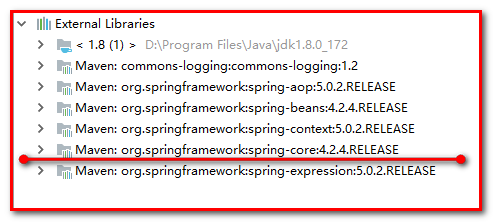 External Libraries
< 1.8 (1) > D:\Program Files\Java\jdk1.8.0_172
Maven: commons-logging:commons-logging:1.2
Maven: org.springframework:spring-aop:5.0.2.RELEASE
Maven: org.springframework:spring-beans:4.2.4.RELEASE
Maven: org.springframework:spring-context:5.0.2.RELEASE
Maven: org.springframework:spring-core:4.2.4.RELEASE
Maven: org.springframework:spring-expression:5.0.2.RELEASE